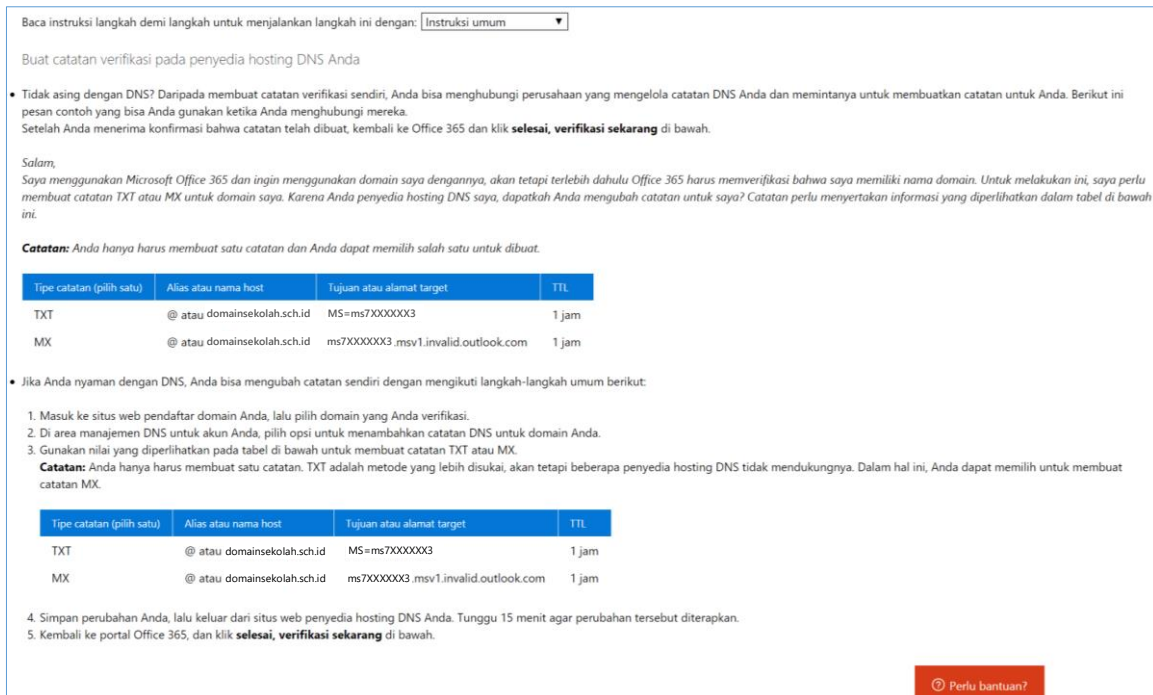 Baca instruksi langkah demi langkah untuk menjalankan langkah ini dengan: Instruksi umum
Buat catatan verifikasi pada penyedia hosting DNS Anda
• Tidak asing dengan DNS? Daripada membuat catatan verifikasi sendiri, Anda bisa menghubungi perusahaan yang mengelola catatan DNS Anda dan memintanya untuk membuatkan catatan untuk Anda. Berikut ini
pesan contoh yang bisa Anda gunakan ketika Anda menghubungi mereka.
Setelah Anda menerima konfirmasi bahwa catatan telah dibuat, kembali ke Office 365 dan klik selesai, verifikasi sekarang di bawah.
Salam,
Saya menggunakan Microsoft Office 365 dan ingin menggunakan domain saya dengannya, akan tetapi terlebih dahulu Office 365 harus memverifikasi bahwa saya memiliki nama domain. Untuk melakukan ini, saya perlu
membuat catatan TXT atau MX untuk domain saya. Karena Anda penyedia hosting DNS saya, dapatkah Anda mengubah catatan untuk saya? Catatan perlu menyertakan informasi yang diperlihatkan dalam tabel di bawah
ini.
Catatan: Anda hanya harus membuat satu catatan dan Anda dapat memilih salah satu untuk dibuat.
Tipe catatan (pilih satu) Alias atau nama host Tujuan atau alamat target TTL
TXT @ atau domainsekolah.sch.id MS=ms7XXXXXX3 1 jam
MX @ atau domainsekolah.sch.id ms7XXXXXX3.msv1.invalid.outlook.com 1 jam
• Jika Anda nyaman dengan DNS, Anda bisa mengubah catatan sendiri dengan mengikuti langkah-langkah umum berikut:
1. Masuk ke situs web pendaftar domain Anda, lalu pilih domain yang Anda verifikasi.
2. Di area manajemen DNS untuk akun Anda, pilih opsi untuk menambahkan catatan DNS untuk domain Anda.
3. Gunakan nilai yang diperlihatkan pada tabel di bawah untuk membuat catatan TXT atau MX.
Catatan: Anda hanya harus membuat satu catatan. TXT adalah metode yang lebih disukai, akan tetapi beberapa penyedia hosting DNS tidak mendukungnya. Dalam hal ini, Anda dapat memilih untuk membuat
catatan MX.
Tipe catatan (pilih satu) Alias atau nama host Tujuan atau alamat target TTL
TXT @ atau domainsekolah.sch.id MS=ms7XXXXXX3 1 jam
MX @ atau domainsekolah.sch.id ms7XXXXXX3.msv1.invalid.outlook.com 1 jam
4. Simpan perubahan Anda, lalu keluar dari situs web penyedia hosting DNS Anda. Tunggu 15 menit agar perubahan tersebut diterapkan.
5. Kembali ke portal Office 365, dan klik selesai, verifikasi sekarang di bawah.
Perlu bantuan?